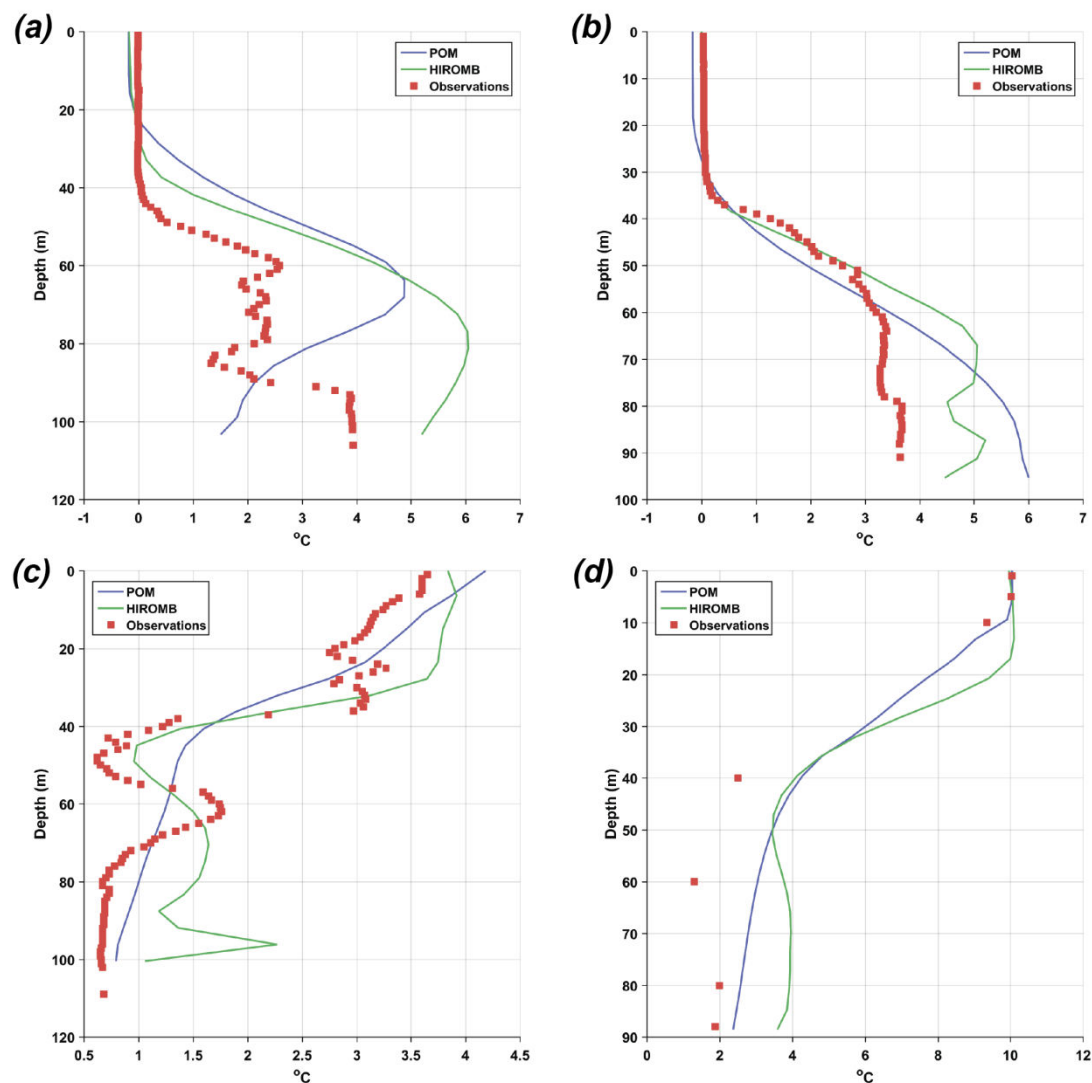 (a)
POM
HIROMB
Observations
Depth (m)
0
20
40
60
80
100
120
-1 0 1 2 3 4 5 6 7
°C
(b)
POM
HIROMB
Observations
Depth (m)
0
10
20
30
40
50
60
70
80
90
100
-1 0 1 2 3 4 5 6 7
°C
(c)
POM
HIROMB
Observations
Depth (m)
0
20
40
60
80
100
120
0.5 1 1.5 2 2.5 3 3.5 4 4.5
°C
(d)
POM
HIROMB
Observations
Depth (m)
0
10
20
30
40
50
60
70
80
90
0 2 4 6 8 10 12
°C